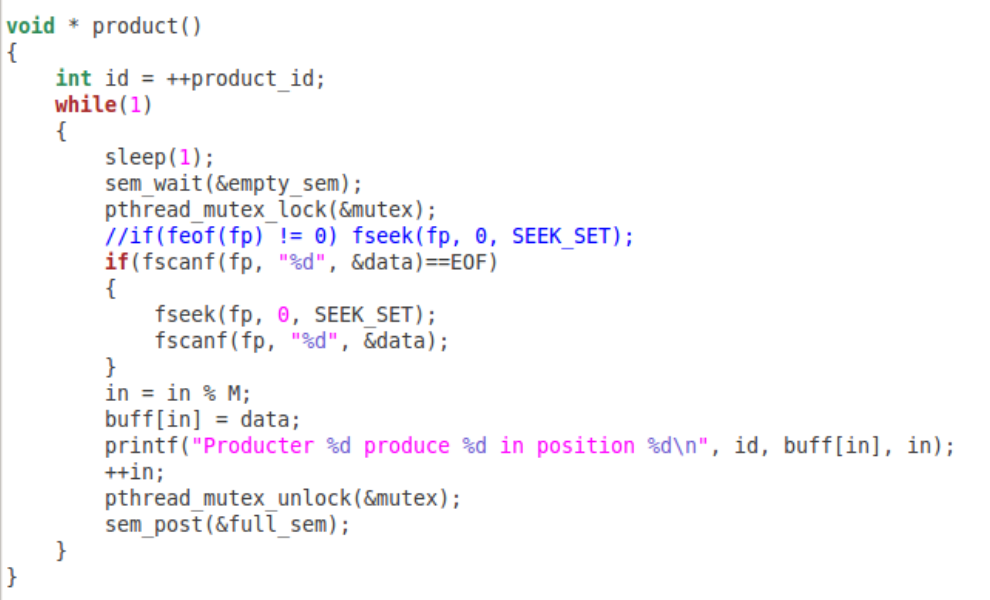 void * product()
{
    int id = ++product_id;
    while(1)
    {
        sleep(1);
        sem_wait(&empty_sem);
        pthread_mutex_lock(&mutex);
        //if(feof(fp) != 0) fseek(fp, 0, SEEK_SET);
        if(fscanf(fp, "%d", &data)==EOF)
        {
            fseek(fp, 0, SEEK_SET);
            fscanf(fp, "%d", &data);
        }
        in = in % M;
        buff[in] = data;
        printf("Producter %d produce %d in position %d\n", id, buff[in], in);
        ++in;
        pthread_mutex_unlock(&mutex);
        sem_post(&full_sem);
    }
}